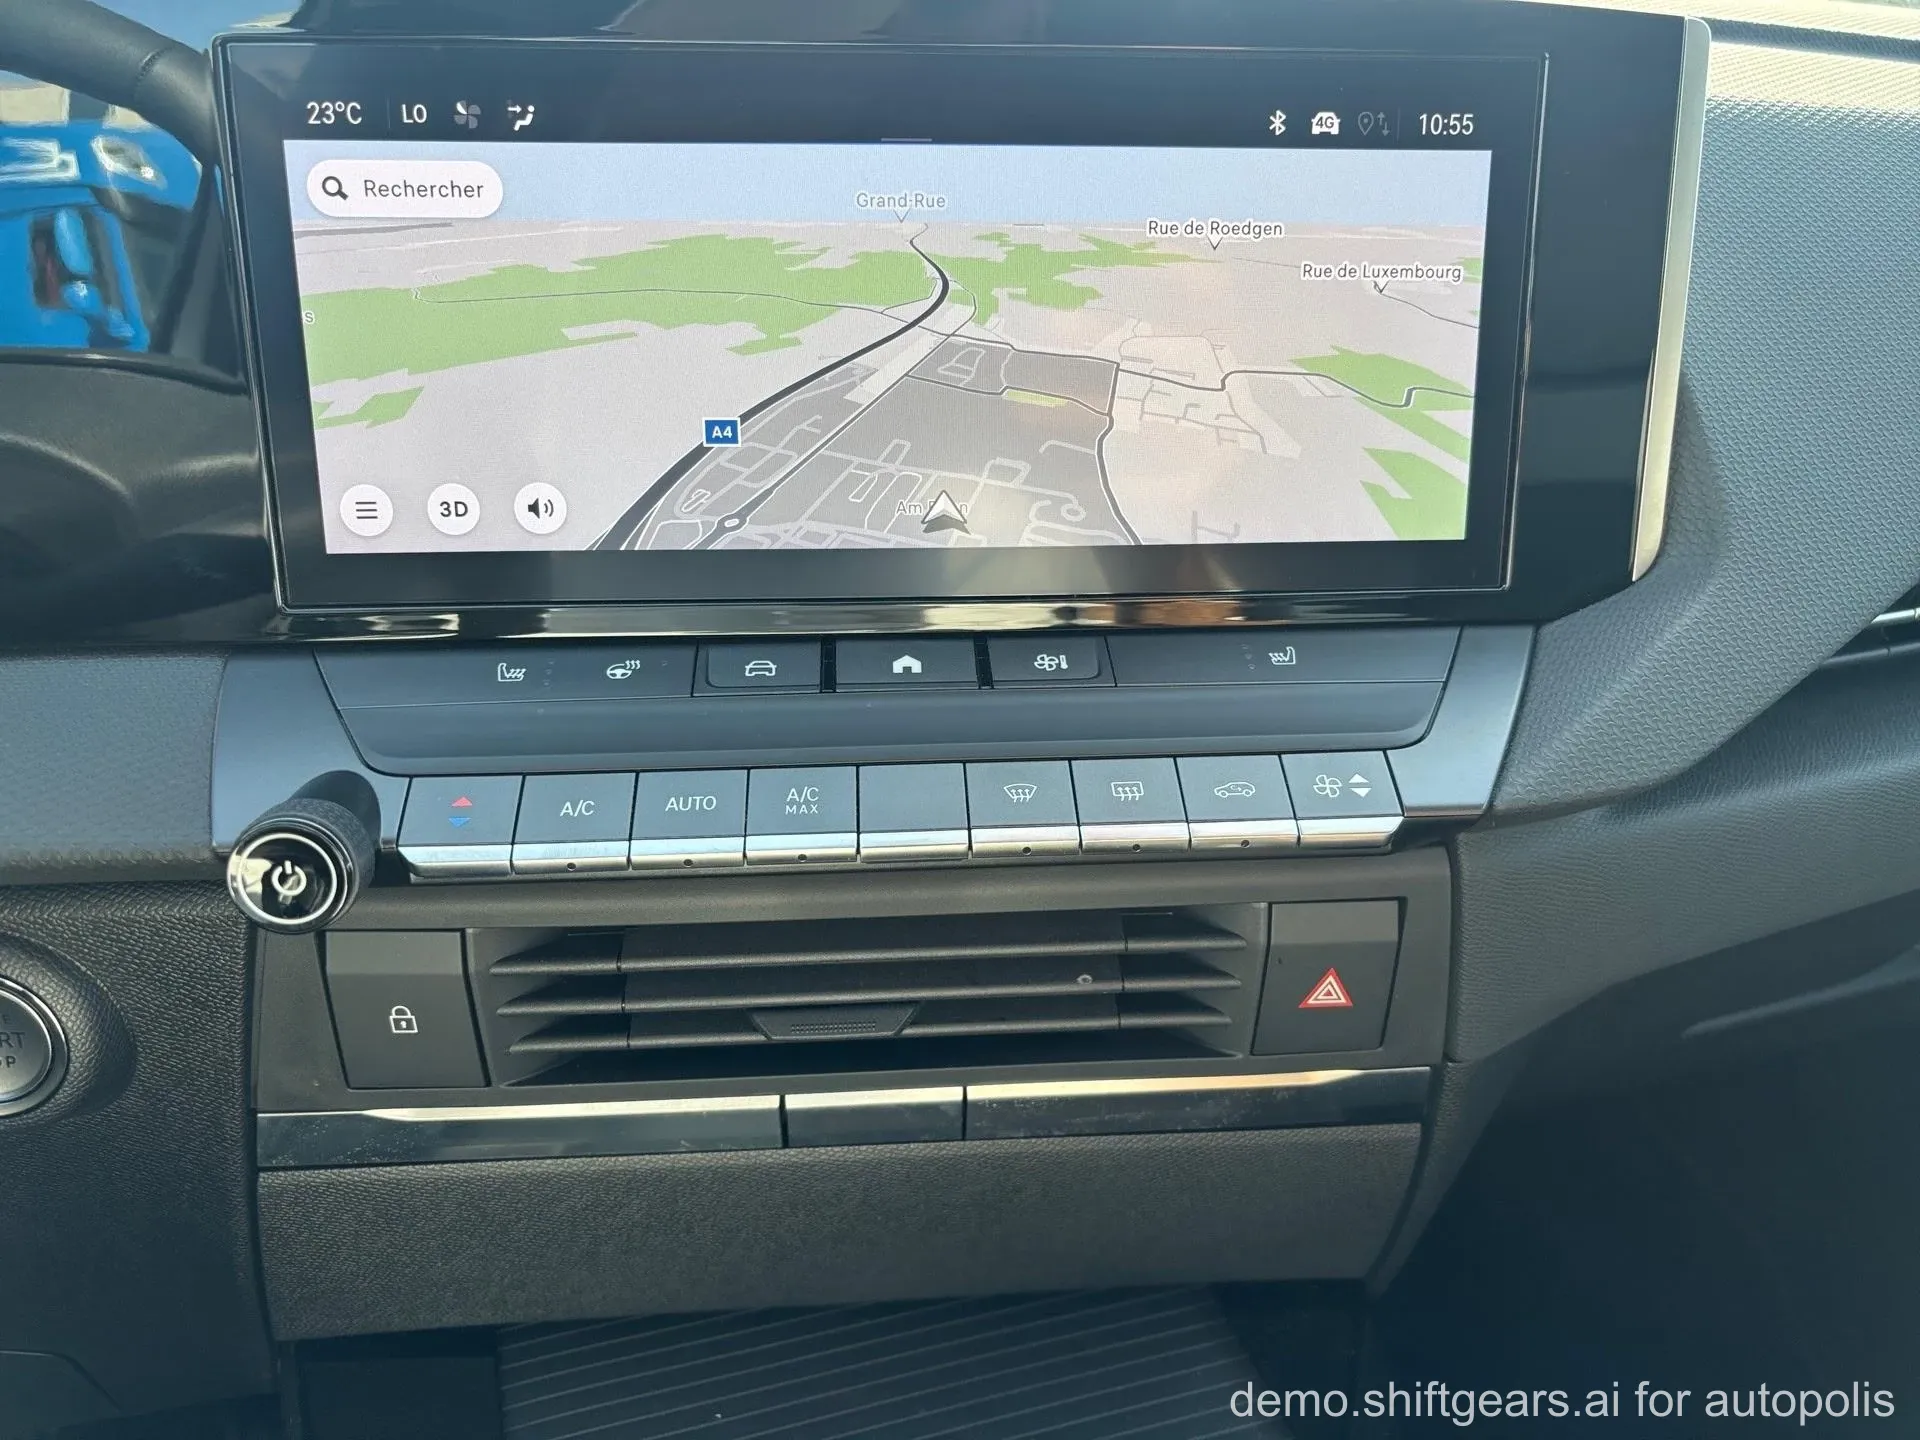 23°C LO 4G 10:55
Rechercher
Grand-Rue
Rue de Roedgen
Rue de Luxembourg
s
A4
3D
Am
A/C
AUTO
A/C
MAX
demo.shiftgears.ai for autopolis